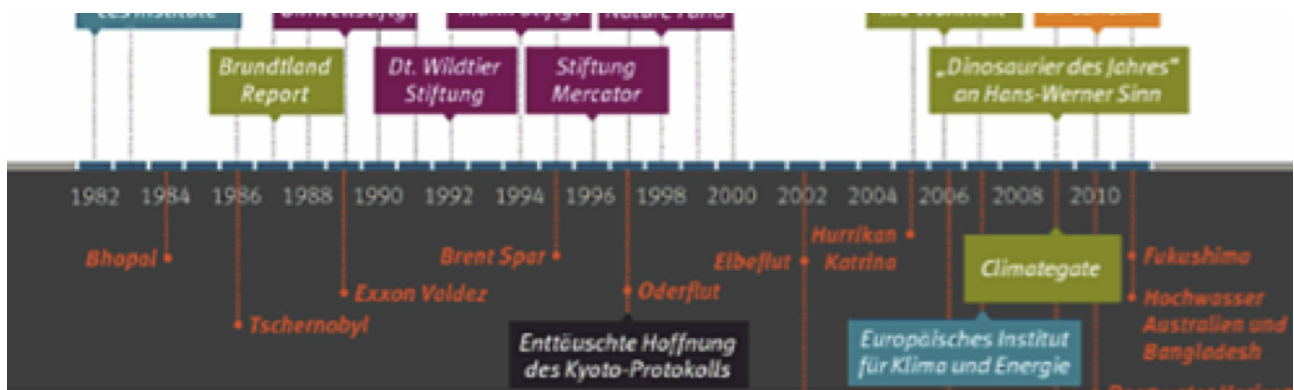 Brundtland
Report
Dt. Wildtier
Stiftung
Stiftung
Mercator
„Dinosaurier des Jahres“
an Hans-Werner Sinn
1982 1984 1986 1988 1990 1992 1994 1996 1998 2000 2002 2004 2006 2008 2010
Bhopal
Tschernobyl
Exxon Valdez
Brent Spar
Oderflut
Enttäuschte Hoffnung
des Kyoto-Protokolls
Elbeflut
Hurrikan
Katrina
Climategate
Europäisches Institut
für Klima und Energie
Fukushima
Hochwasser
Australien und
Bangladesh